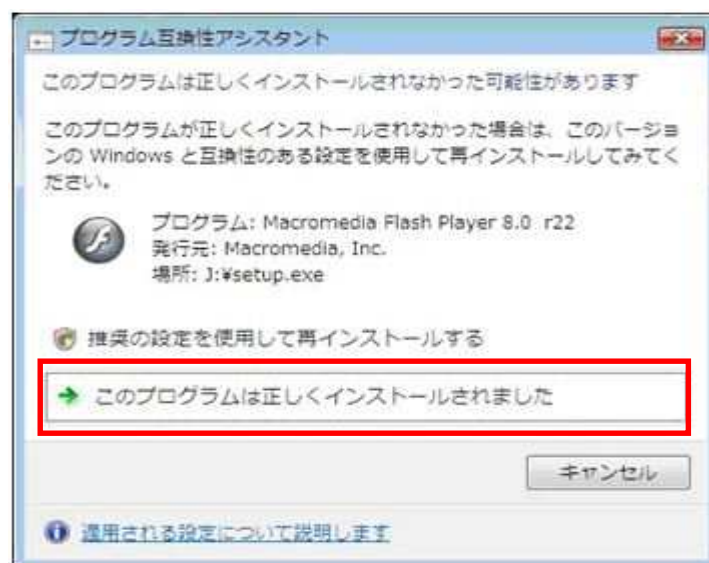 プログラム互換性アシスタント
このプログラムは正しくインストールされなかった可能性があります
このプログラムが正しくインストールされなかった場合は、このバージョ
ンの Windows と互換性のある設定を使用して再インストールしてみてく
ださい。
プログラム: Macromedia Flash Player 8.0 r22
発行元: Macromedia, Inc.
場所: J:¥setup.exe
推奨の設定を使用して再インストールする
このプログラムは正しくインストールされました
キャンセル
適用される設定について説明します